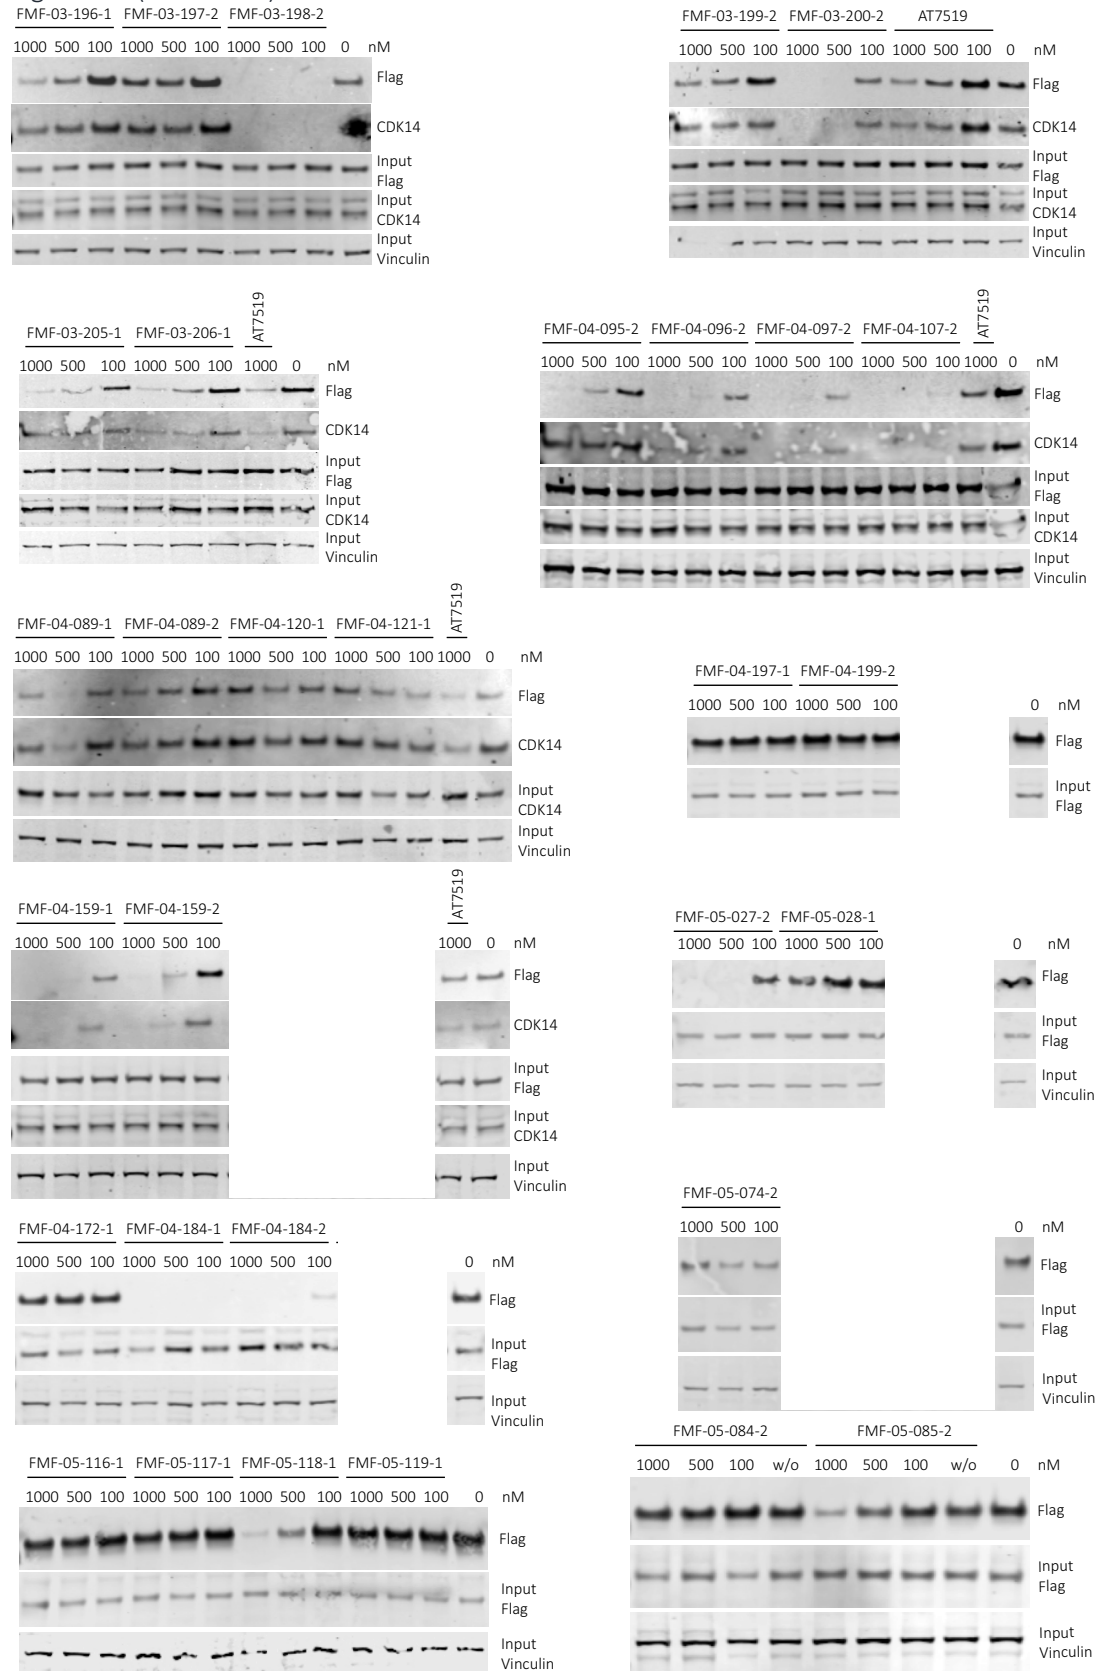 FMF-03-196-1 FMF-03-197-2 FMF-03-198-2
1000 500 100 1000 500 100 1000 500 100 0 nM
Flag
CDK14
Input
Flag
Input
CDK14
Input
Vinculin
FMF-03-199-2 FMF-03-200-2 AT7519
1000 500 100 1000 500 100 1000 500 100 0 nM
Flag
CDK14
Input
Flag
Input
CDK14
Input
Vinculin
FMF-03-205-1 FMF-03-206-1 AT7519
1000 500 100 1000 500 100 1000 0 nM
Flag
CDK14
Input
Flag
Input
CDK14
Input
Vinculin
FMF-04-095-2 FMF-04-096-2 FMF-04-097-2 FMF-04-107-2 AT7519
1000 500 100 1000 500 100 1000 500 100 1000 500 100 1000 0 nM
Flag
CDK14
Input
Flag
Input
CDK14
Input
Vinculin
FMF-04-089-1 FMF-04-089-2 FMF-04-120-1 FMF-04-121-1 AT7519
1000 500 100 1000 500 100 1000 500 100 1000 500 100 1000 0 nM
Flag
CDK14
Input
CDK14
Input
Vinculin
FMF-04-197-1 FMF-04-199-2
1000 500 100 1000 500 100 0 nM
Flag
Input
Flag
FMF-04-159-1 FMF-04-159-2 AT7519
1000 500 100 1000 500 100 1000 0 nM
Flag
CDK14
Input
Flag
Input
CDK14
Input
Vinculin
FMF-05-027-2 FMF-05-028-1
1000 500 100 1000 500 100 0 nM
Flag
Input
Flag
Input
Vinculin
FMF-04-172-1 FMF-04-184-1 FMF-04-184-2
1000 500 100 1000 500 100 1000 500 100 0 nM
Flag
Input
Flag
Input
Vinculin
FMF-05-074-2
1000 500 100 0 nM
Flag
Input
Flag
Input
Vinculin
FMF-05-116-1 FMF-05-117-1 FMF-05-118-1 FMF-05-119-1
1000 500 100 1000 500 100 1000 500 100 1000 500 100 0 nM
Flag
Input
Flag
Input
Vinculin
FMF-05-084-2 FMF-05-085-2
1000 500 100 w/o 1000 500 100 w/o 0 nM
Flag
Input
Flag
Input
Vinculin